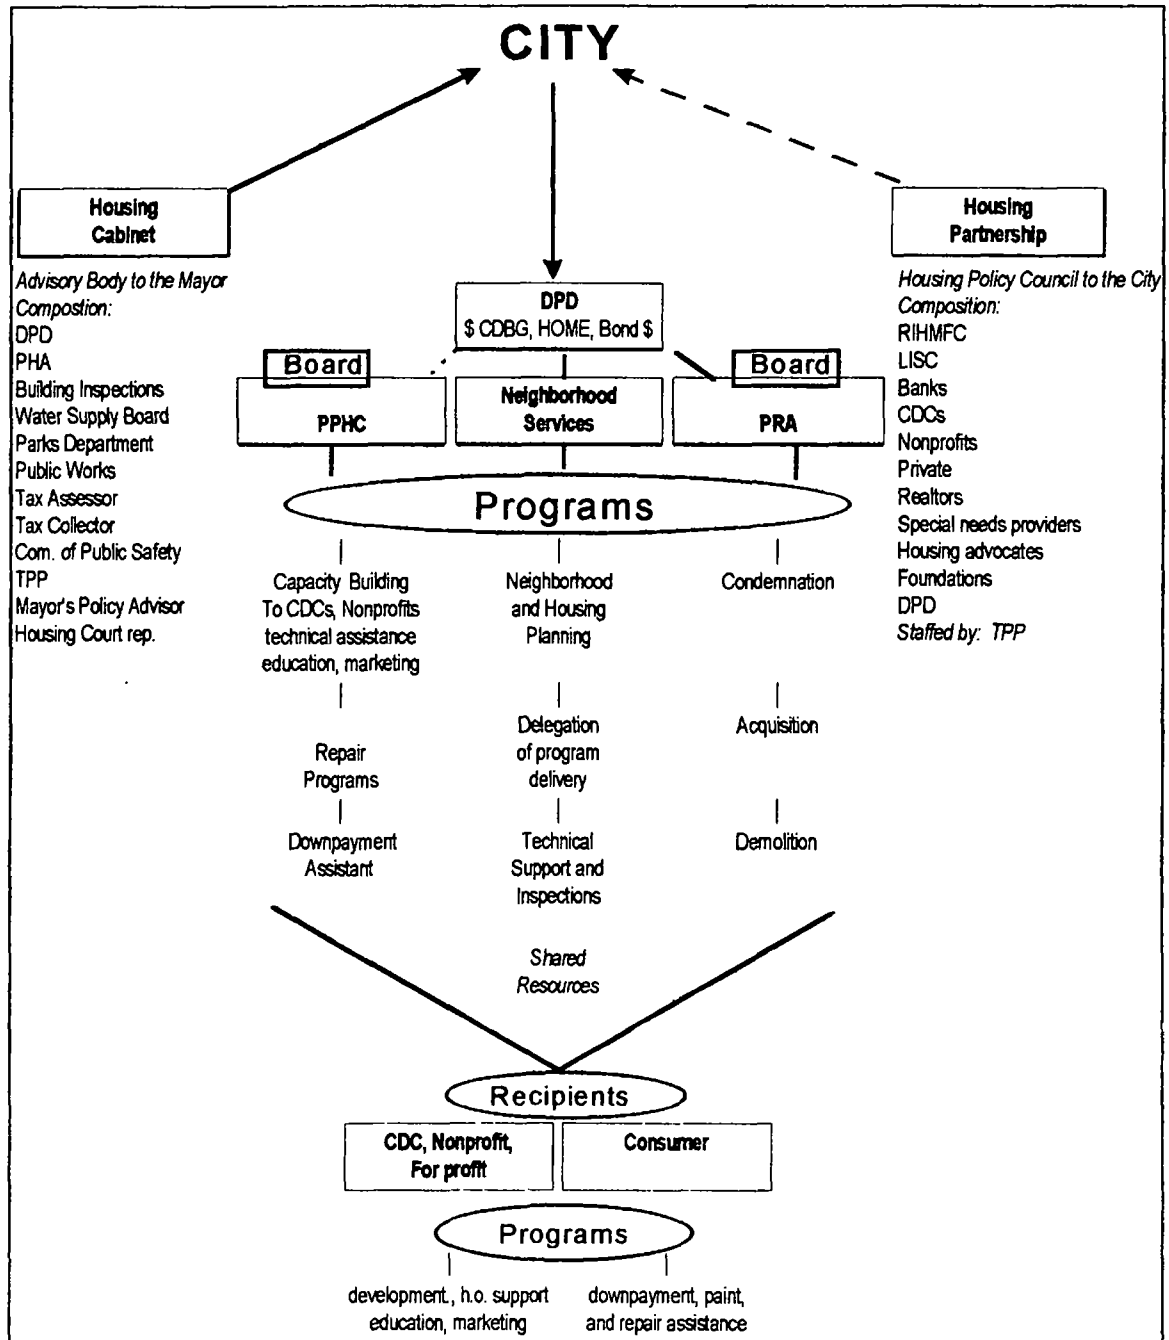 CITY
Housing
Cabinet
Advisory Body to the Mayor
Compostion:
DPD
PHA
Building Inspections
Water Supply Board
Parks Department
Public Works
Tax Assessor
Tax Collector
Com. of Public Safety
TPP
Mayor's Policy Advisor
Housing Court rep.
Housing
Partnership
Housing Policy Council to the City
Composition:
RIHMFC
LISC
Banks
CDCs
Nonprofits
Private
Realtors
Special needs providers
Housing advocates
Foundations
DPD
Staffed by: TPP
DPD
$ CDBG, HOME, Bond $
Board
PPHC
Neighborhood
Services
Board
PRA
Programs
Capacity Building
To CDCs, Nonprofits
technical assistance
education, marketing
Repair
Programs
Downpayment
Assistant
Neighborhood
and Housing
Planning
Delegation
of program
delivery
Technical
Support and
Inspections
Shared
Resources
Condemnation
Acquisition
Demolition
Recipients
CDC, Nonprofit,
For profit
Consumer
Programs
development, h.o. support
education, marketing
downpayment, paint,
and repair assistance